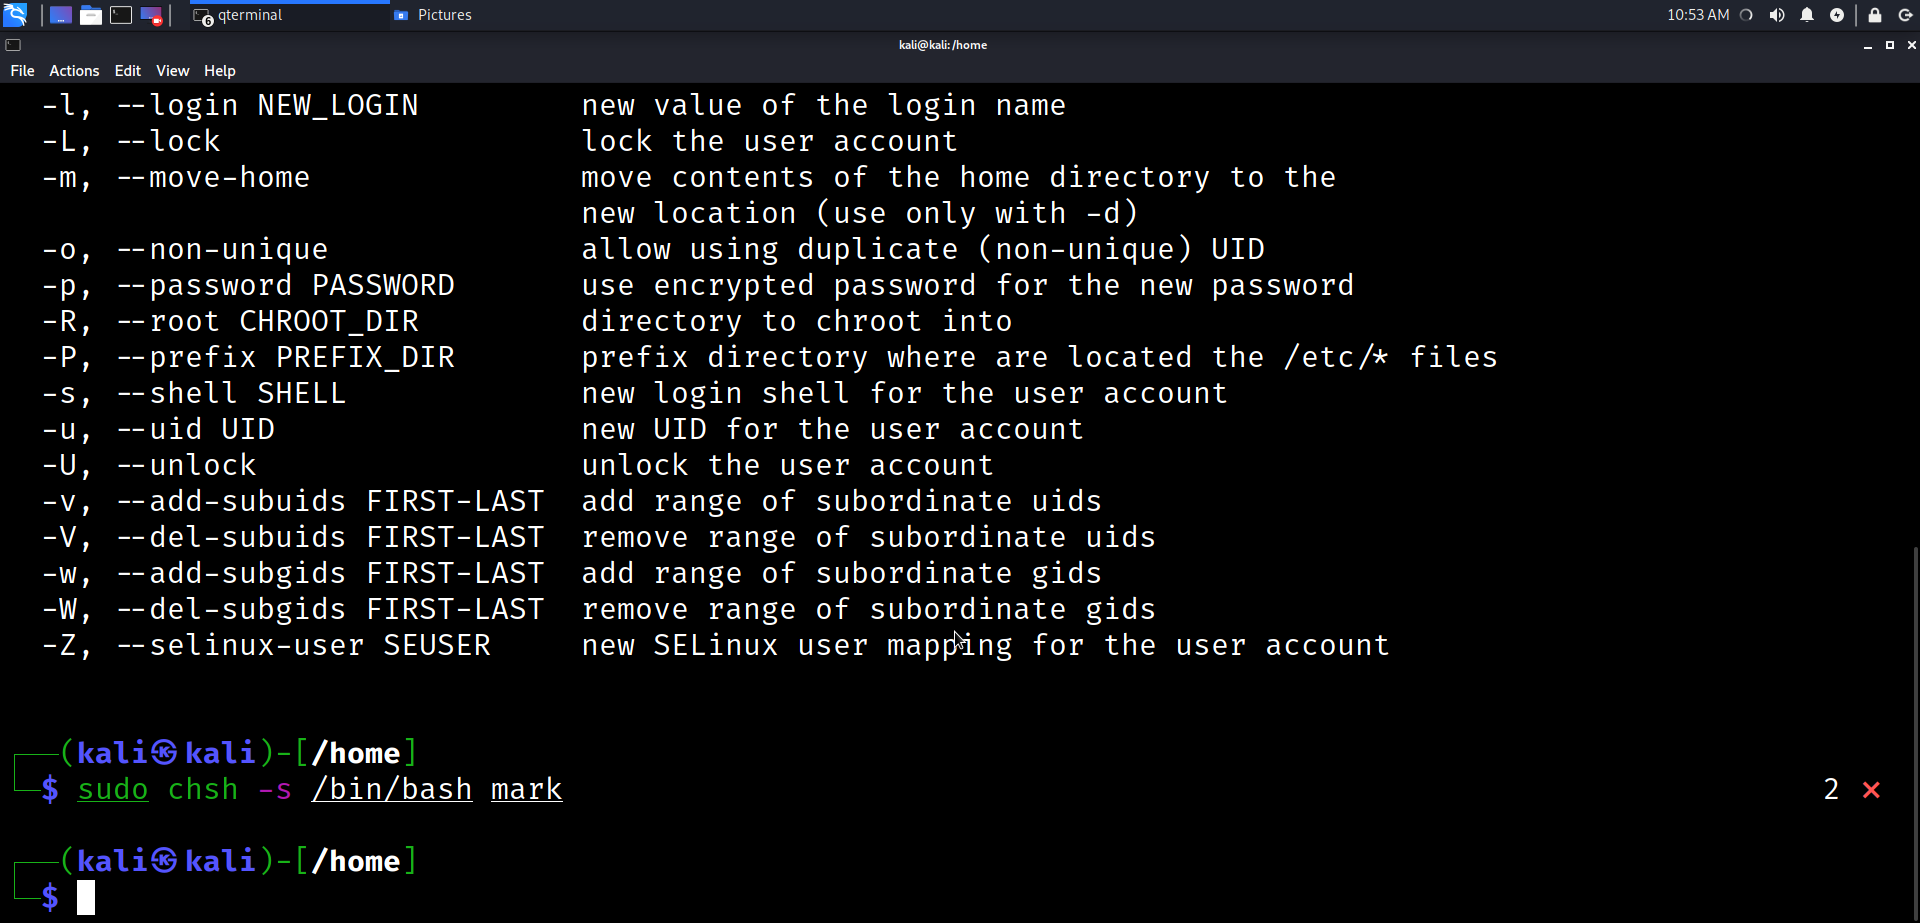 qterminal
6
Pictures
10:53 AM
kali@kali: /home
File Actions Edit View Help
-l, --login NEW_LOGIN new value of the login name
-L, --lock lock the user account
-m, --move-home move contents of the home directory to the
new location (use only with -d)
-o, --non-unique allow using duplicate (non-unique) UID
-p, --password PASSWORD use encrypted password for the new password
-R, --root CHROOT_DIR directory to chroot into
-P, --prefix PREFIX_DIR prefix directory where are located the /etc/* files
-s, --shell SHELL new login shell for the user account
-u, --uid UID new UID for the user account
-U, --unlock unlock the user account
-v, --add-subuids FIRST-LAST add range of subordinate uids
-V, --del-subuids FIRST-LAST remove range of subordinate uids
-w, --add-subgids FIRST-LAST add range of subordinate gids
-W, --del-subgids FIRST-LAST remove range of subordinate gids
-Z, --selinux-user SEUSER new SELinux user mapping for the user account
┌──(kali㉿kali)-[/home]
└─$ sudo chsh -s /bin/bash mark 2 ⨯
┌──(kali㉿kali)-[/home]
└─$